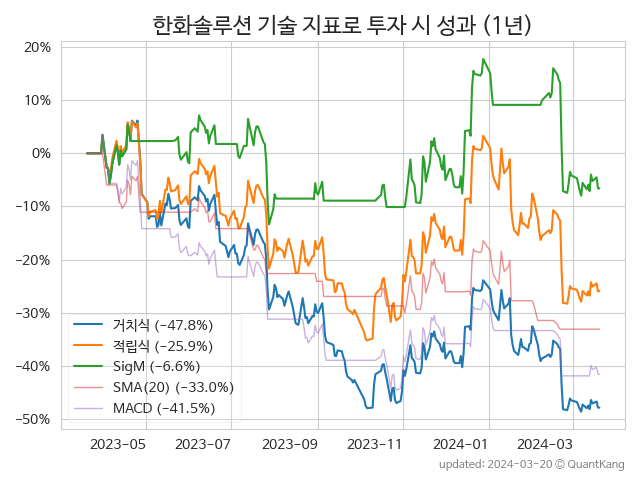 한화솔루션 기술 지표로 투자 시 성과 (1년)
20%
10%
0%
−10%
−20%
−30%
−40%
−50%
거치식 (−47.8%)
적립식 (−25.9%)
SigM (−6.6%)
SMA(20) (−33.0%)
MACD (−41.5%)
2023−05
2023−07
2023−09
2023−11
2024−01
2024−03
updated: 2024−03−20 © QuantKang